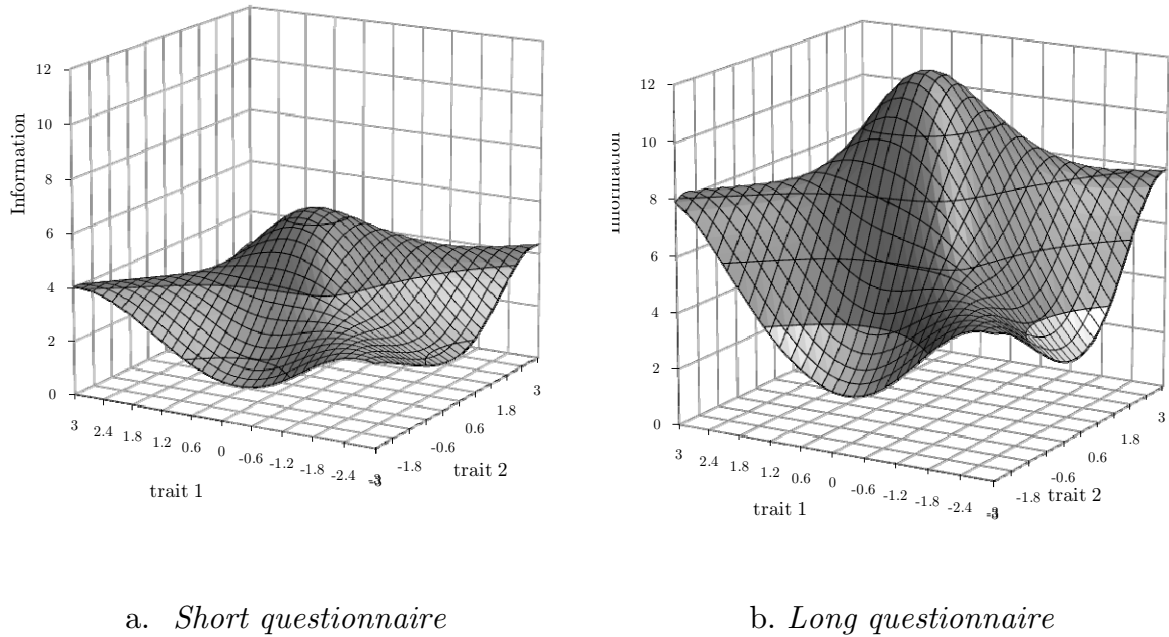 12
10
8
6
4
2
0
Information
3 2.4 1.8 1.2 0.6 0 -0.6 -1.2 -1.8 -2.4 -3
trait 1
-1.8 -0.6 0.6 1.8 3
trait 2
a. Short questionnaire
12
10
8
6
4
2
0
Information
3 2.4 1.8 1.2 0.6 0 -0.6 -1.2 -1.8 -2.4
trait 1
-1.8 -0.6 0.6 1.8 3
trait 2
b. Long questionnaire